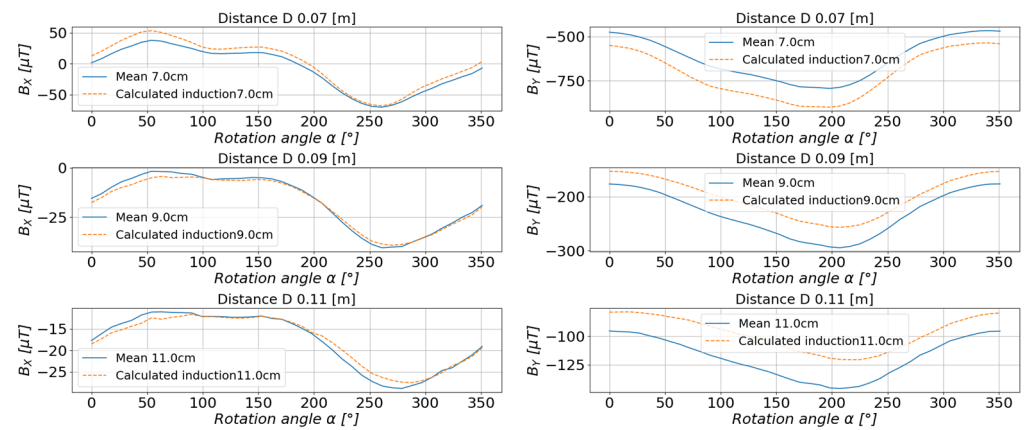 Distance D 0.07 [m]
50
0
−50
B_X [μT]
Mean 7.0cm
Calculated induction7.0cm
0 50 100 150 200 250 300 350
Rotation angle α [°]
Distance D 0.07 [m]
−500
−750
B_Y [μT]
Mean 7.0cm
Calculated induction7.0cm
0 50 100 150 200 250 300 350
Rotation angle α [°]
Distance D 0.09 [m]
0
−25
B_X [μT]
Mean 9.0cm
Calculated induction9.0cm
0 50 100 150 200 250 300 350
Rotation angle α [°]
Distance D 0.09 [m]
−200
−300
B_Y [μT]
Mean 9.0cm
Calculated induction9.0cm
0 50 100 150 200 250 300 350
Rotation angle α [°]
Distance D 0.11 [m]
−15
−20
−25
B_X [μT]
Mean 11.0cm
Calculated induction11.0cm
0 50 100 150 200 250 300 350
Rotation angle α [°]
Distance D 0.11 [m]
−100
−125
B_Y [μT]
Mean 11.0cm
Calculated induction11.0cm
0 50 100 150 200 250 300 350
Rotation angle α [°]